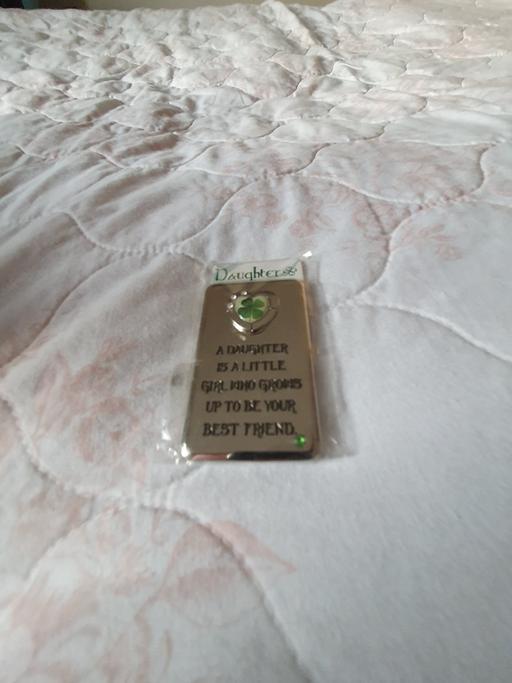 Daughter
A DAUGHTER
IS A LITTLE
GIRL WHO GROWS
UP TO BE YOUR
BEST FRIEND.